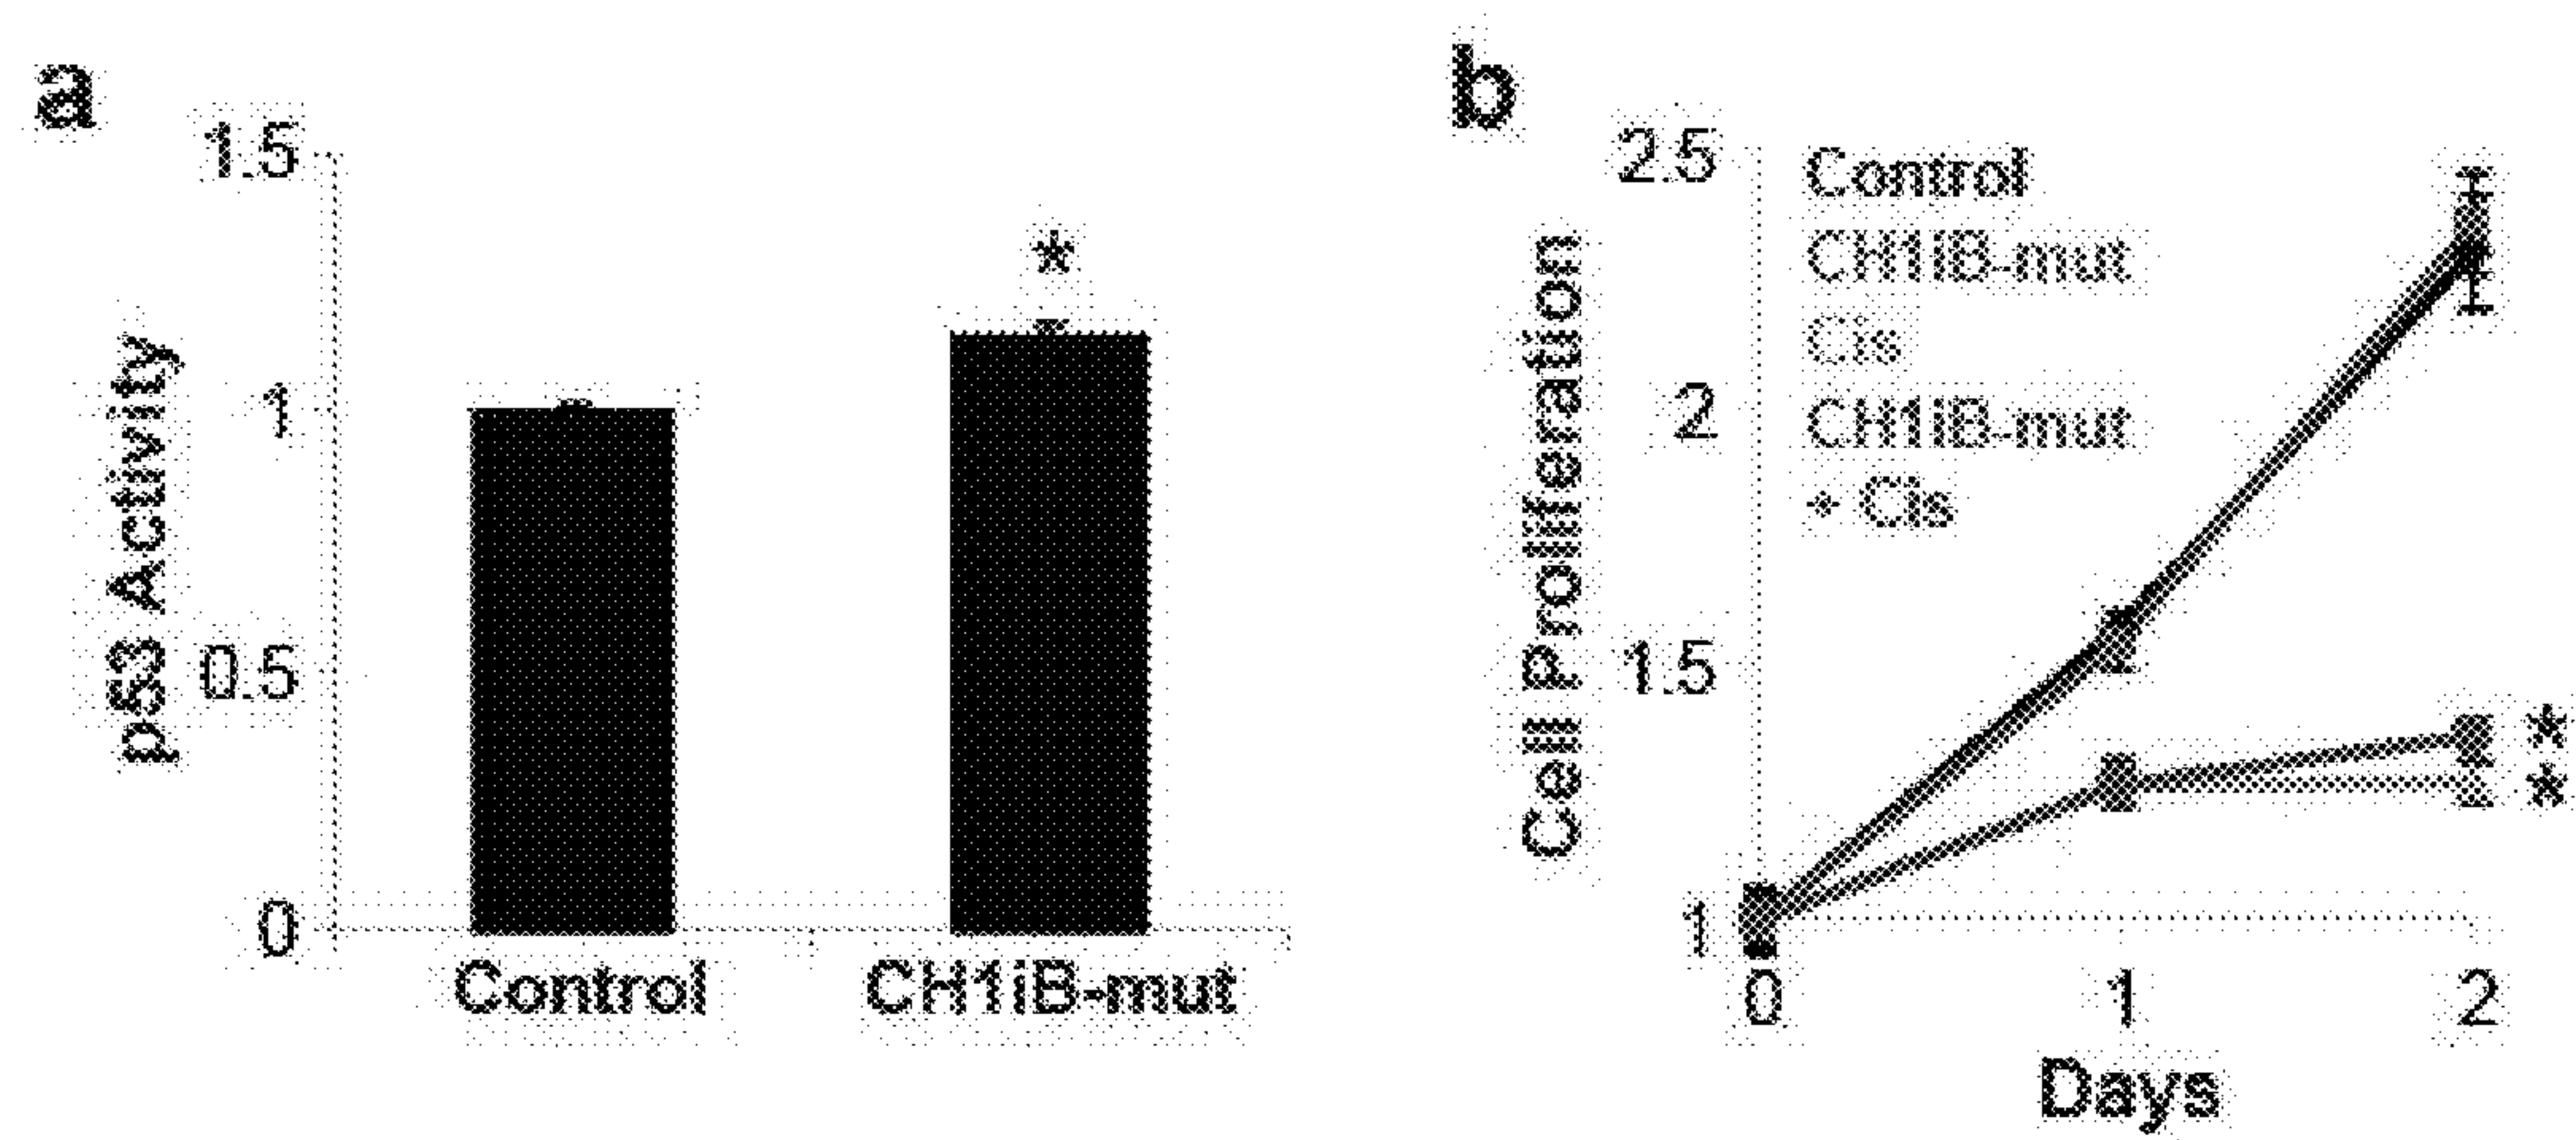 a
1.5
1
0.5
0
p53 Activity
*
Control
CH1iB-mut
b
2.5
2
1.5
1
Cell Proliferation
Control
CH1iB-mut
Cis
CH1iB-mut
+ Cis
*
*
0
1
2
Days